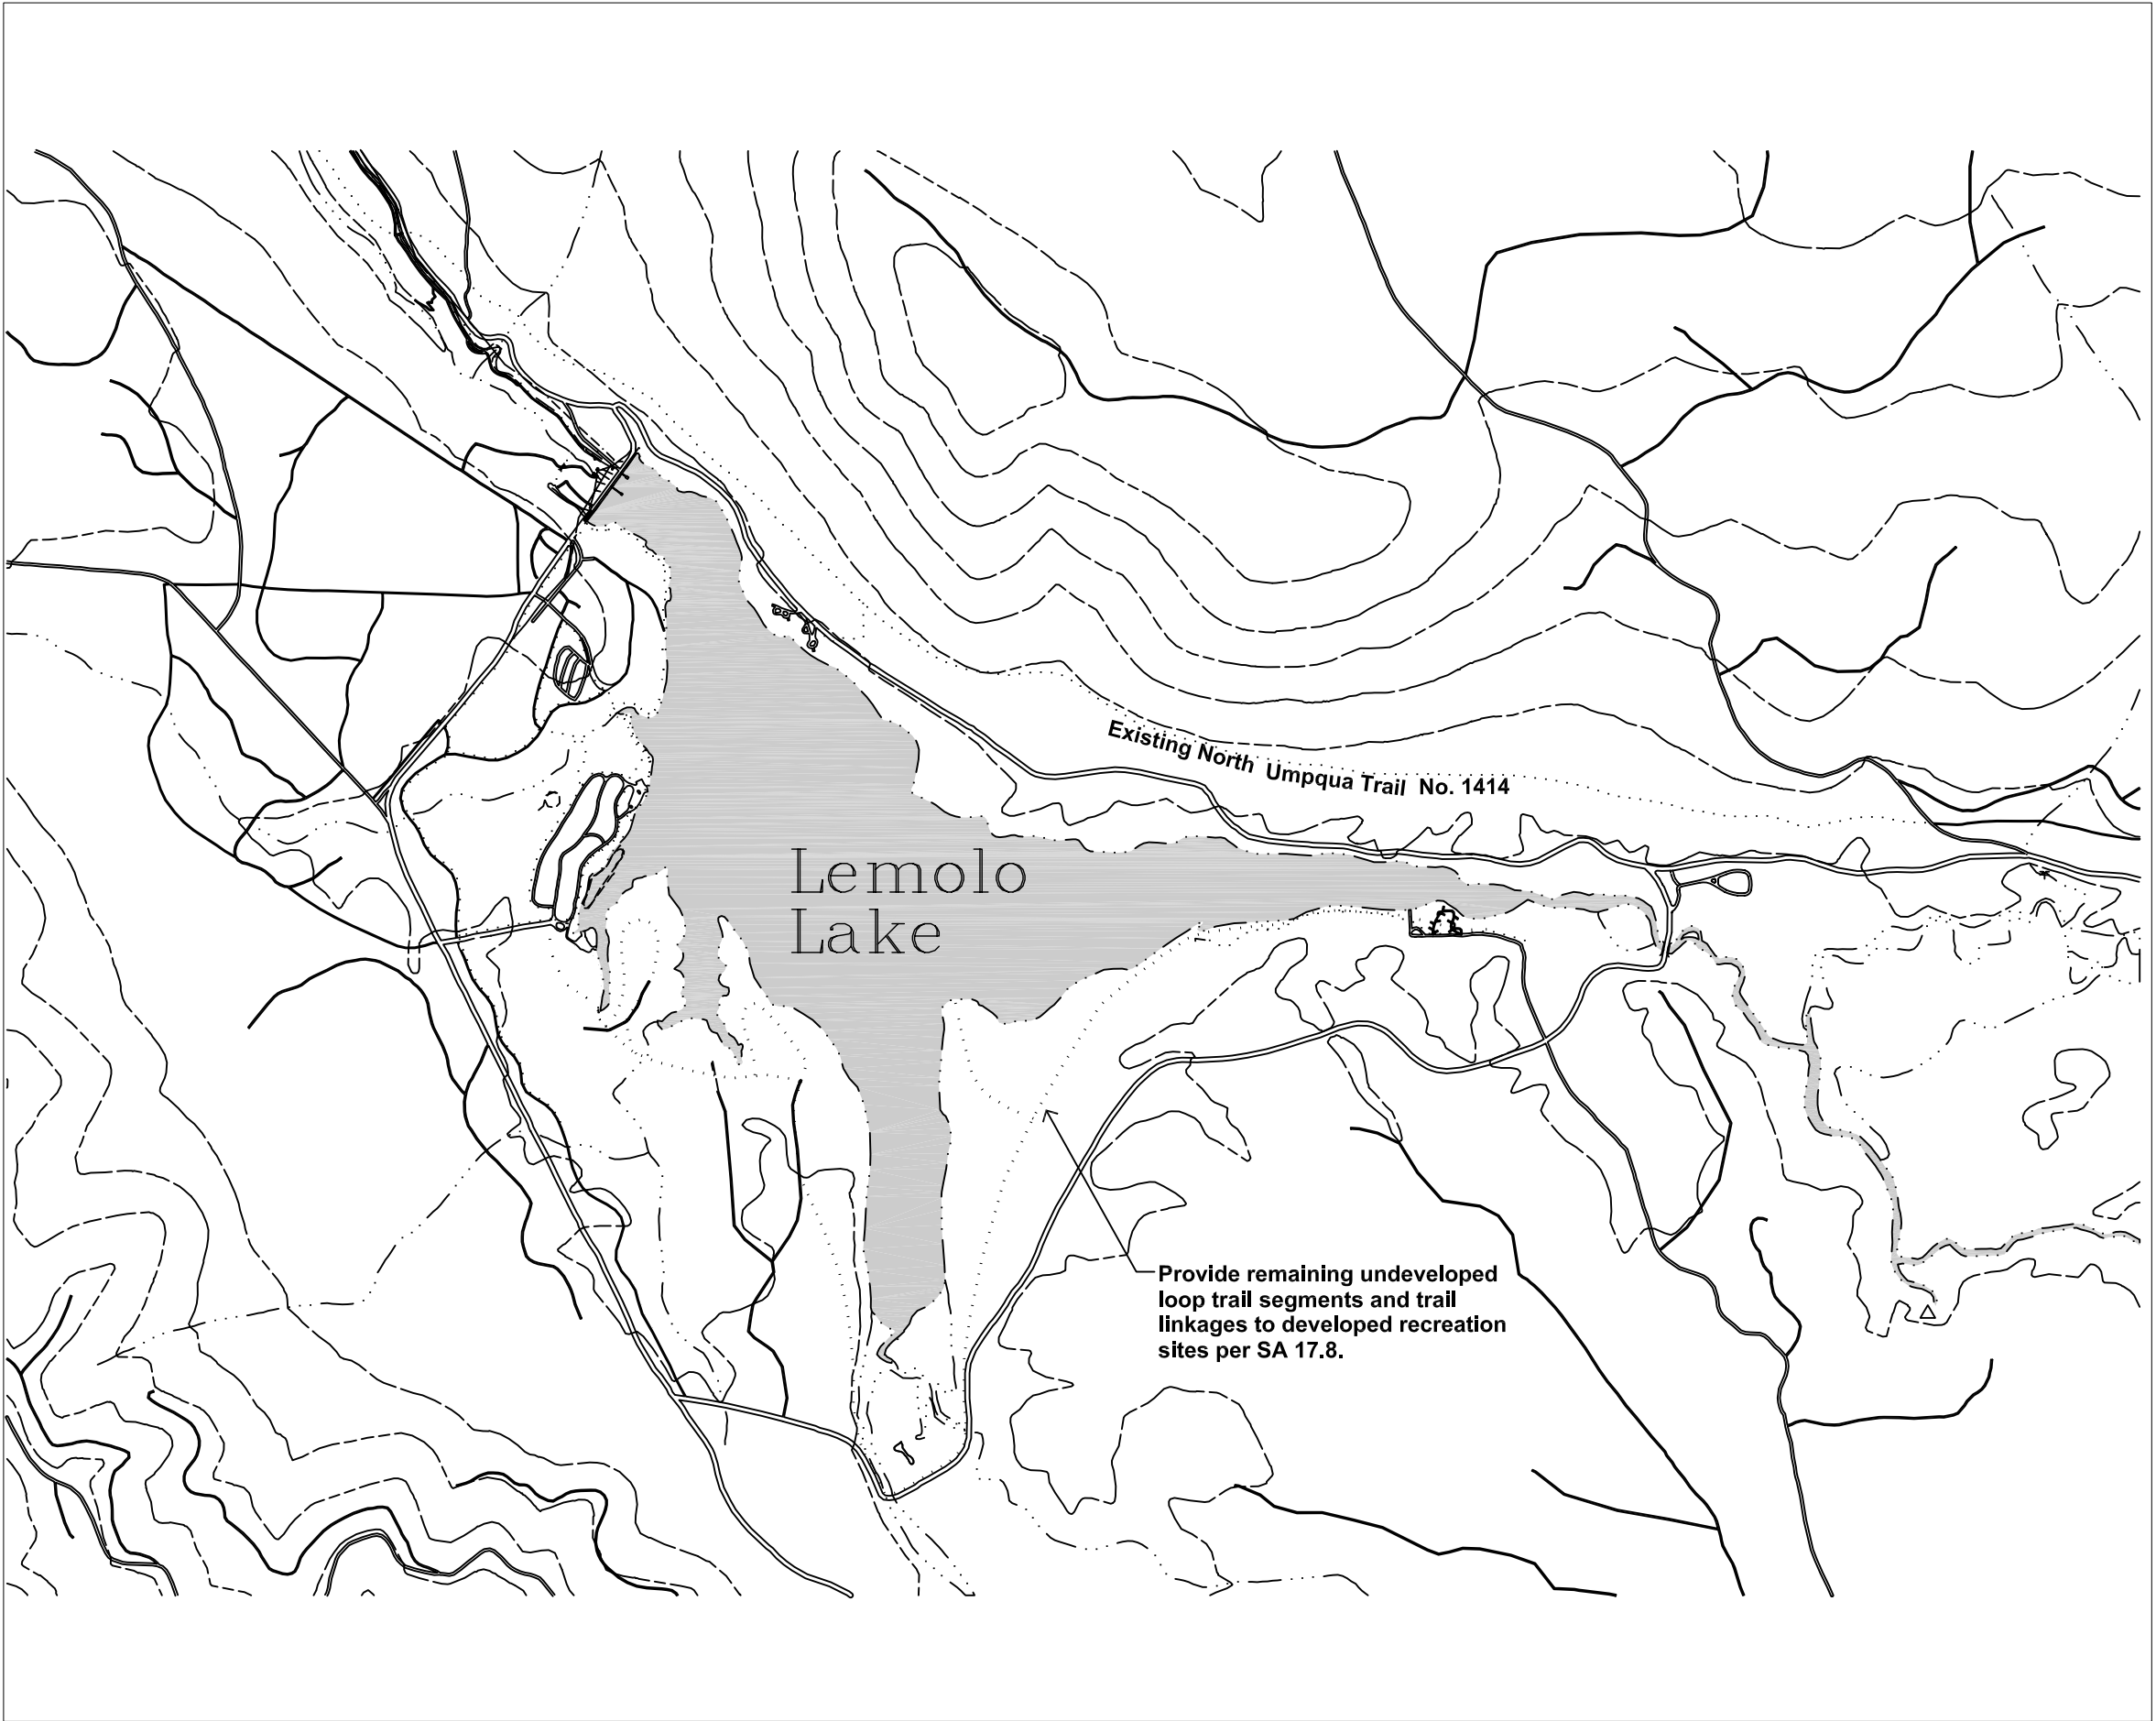 Existing North Umpqua Trail No. 1414
Lemolo
Lake
Provide remaining undeveloped
loop trail segments and trail
linkages to developed recreation
sites per SA 17.8.